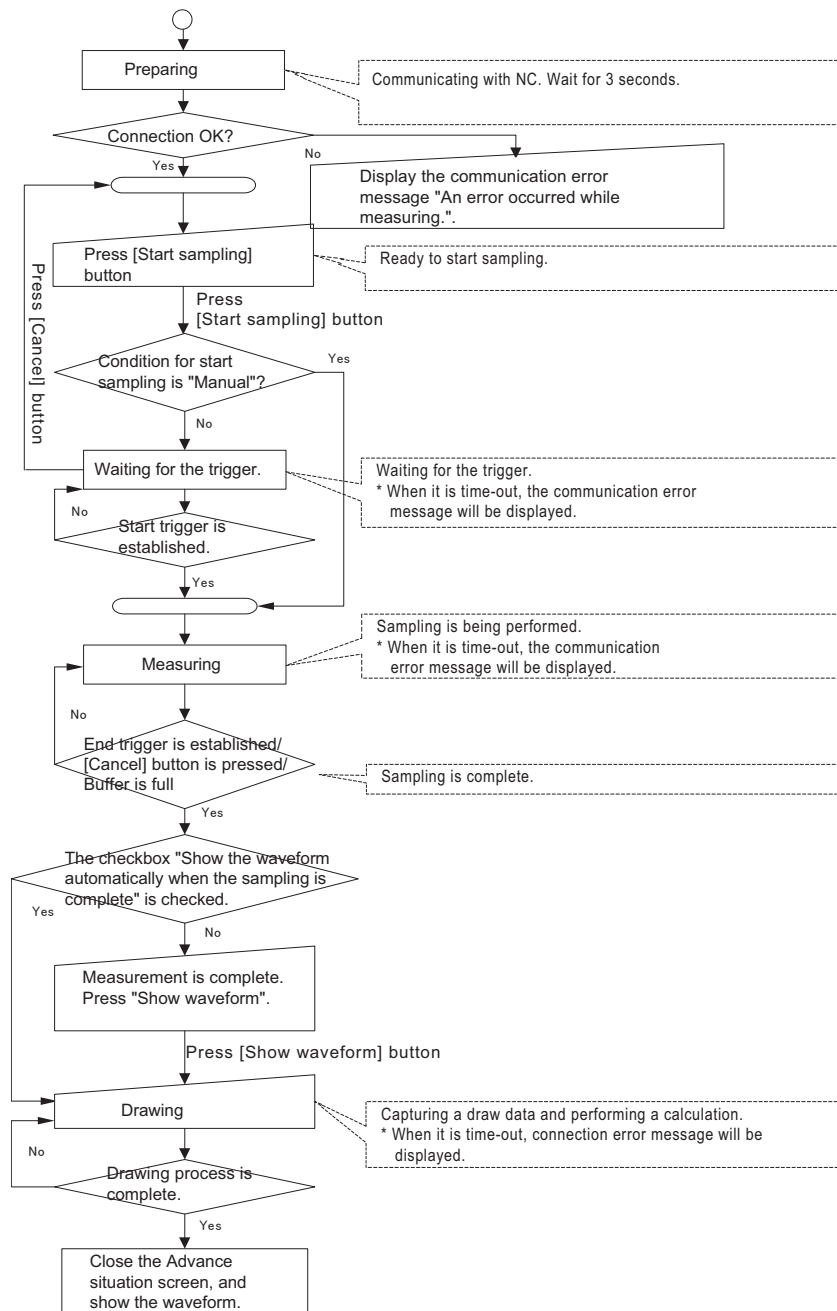 Preparing
Communicating with NC. Wait for 3 seconds.
Connection OK?
Yes
No
Display the communication error
message "An error occurred while
measuring.".
Press [Cancel] button
Press [Start sampling]
button
Ready to start sampling.
Press
[Start sampling] button
Condition for start
sampling is "Manual"?
Yes
No
Waiting for the trigger.
Waiting for the trigger.
* When it is time-out, the communication error
message will be displayed.
No
Start trigger is
established.
Yes
Sampling is being performed.
* When it is time-out, the communication
error message will be displayed.
Measuring
No
End trigger is established/
[Cancel] button is pressed/
Buffer is full
Sampling is complete.
Yes
The checkbox "Show the waveform
automatically when the sampling is
complete" is checked.
Yes
No
Measurement is complete.
Press "Show waveform".
Press [Show waveform] button
Drawing
Capturing a draw data and performing a calculation.
* When it is time-out, connection error message will be
displayed.
No
Drawing process is
complete.
Yes
Close the Advance
situation screen, and
show the waveform.